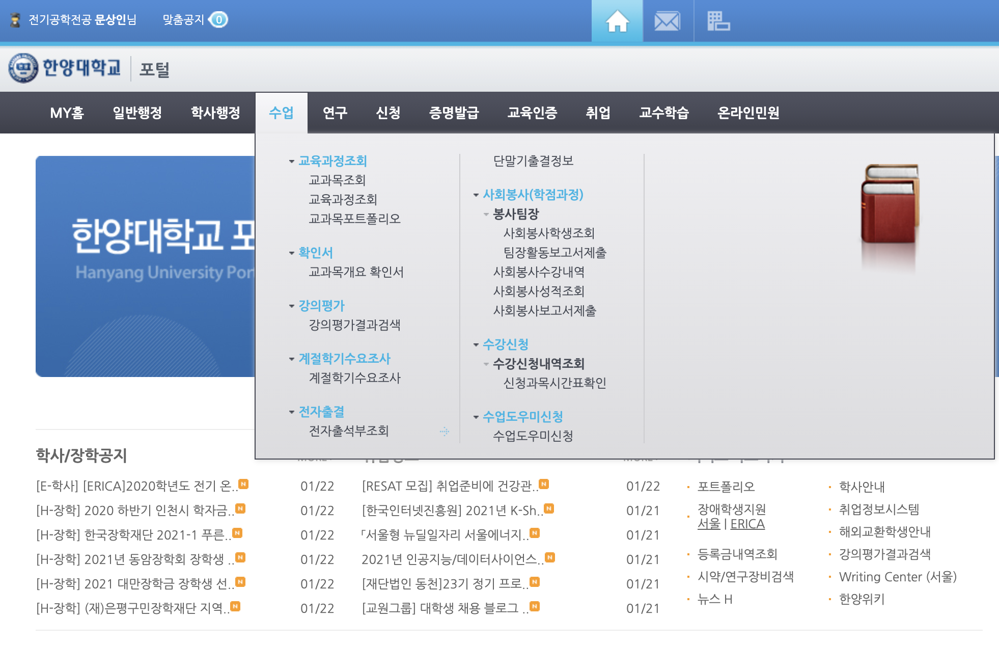 전기공학전공 문상인님 맞춤공지 0
한양대학교 포털
MY홈 일반행정 학사행정 수업 연구 신청 증명발급 교육인증 취업 교수학습 온라인민원
한양대학교 포
Hanyang University Por
교육과정조회
교과목조회
교육과정조회
교과목포트폴리오
확인서
교과목개요 확인서
강의평가
강의평가결과검색
계절학기수요조사
계절학기수요조사
전자출결
전자출석부조회
단말기출결정보
사회봉사(학점과정)
봉사팀장
사회봉사학생조회
팀장활동보고서제출
사회봉사수강내역
사회봉사성적조회
사회봉사보고서제출
수강신청
수강신청내역조회
신청과목시간표확인
수업도우미신청
수업도우미신청
학사/장학공지
[E-학사] [ERICA]2020학년도 전기 온.. N 01/22
[H-장학] 2020 하반기 인천시 학자금.. N 01/22
[H-장학] 한국장학재단 2021-1 푸른.. N 01/22
[H-장학] 2021년 동암장학회 장학생 .. N 01/22
[H-장학] 2021 대만장학금 장학생 선.. N 01/22
[H-장학] (재)은평구민장학재단 지역.. N 01/22
[RESAT 모집] 취업준비에 건강관.. N 01/22
[한국인터넷진흥원] 2021년 K-Sh.. N 01/21
「서울형 뉴딜일자리 서울에너지.. N 01/21
2021년 인공지능/데이터사이언스.. N 01/21
[재단법인 동천]23기 정기 프로.. N 01/21
[교원그룹] 대학생 채용 블로그 .. N 01/21
포트폴리오
장애학생지원
서울 | ERICA
등록금내역조회
시약/연구장비검색
뉴스 H
학사안내
취업정보시스템
해외교환학생안내
강의평가결과검색
Writing Center (서울)
한양위키